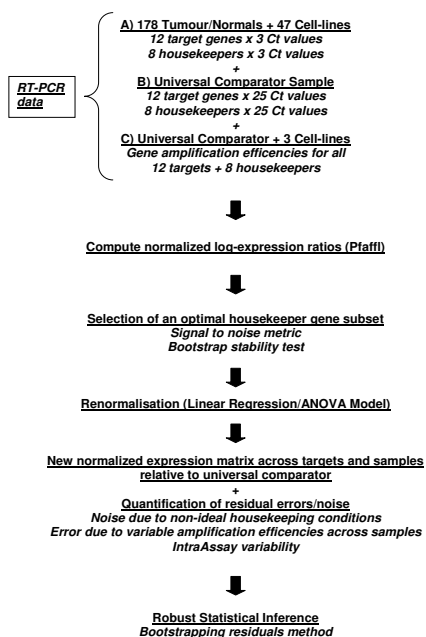 A) 178 Tumour/Normals + 47 Cell-lines
12 target genes x 3 Ct values
8 housekeepers x 3 Ct values
+
B) Universal Comparator Sample
12 target genes x 25 Ct values
8 housekeepers x 25 Ct values
+
C) Universal Comparator + 3 Cell-lines
Gene amplification efficencies for all
12 targets + 8 housekeepers
RT-PCR
data
Compute normalized log-expression ratios (Pfaffl)
Selection of an optimal housekeeper gene subset
Signal to noise metric
Bootstrap stability test
Renormalisation (Linear Regression/ANOVA Model)
New normalized expression matrix across targets and samples
relative to universal comparator
+
Quantification of residual errors/noise
Noise due to non-ideal housekeeping conditions
Error due to variable amplification efficencies across samples
IntraAssay variability
Robust Statistical Inference
Bootstrapping residuals method